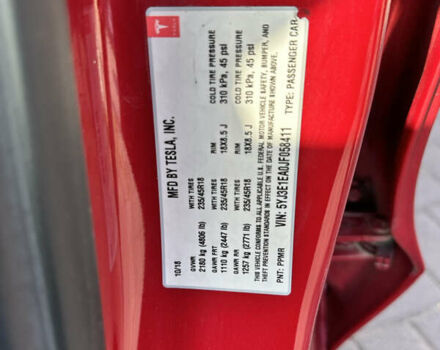 TESLA
MFD BY TESLA, INC.
10/18
GVWR
2180 kg (4806 lb)
WITH TIRES
235/45R18
RIM
18X8.5 J
COLD TIRE PRESSURE
310 kPa, 45 psi
GAWR FRT
1110 kg (2447 lb)
WITH TIRES
235/45R18
RIM
18X8.5 J
COLD TIRE PRESSURE
310 kPa, 45 psi
GAWR RR
1257 kg (2771 lb)
THIS VEHICLE CONFORMS TO ALL APPLICABLE U.S. FEDERAL MOTOR VEHICLE SAFETY, BUMPER, AND
THEFT PREVENTION STANDARDS IN EFFECT ON THE DATE OF MANUFACTURE SHOWN ABOVE.
VIN: 5YJ3E1EA0JF058411
TYPE: PASSENGER CAR
PNT: PPMR